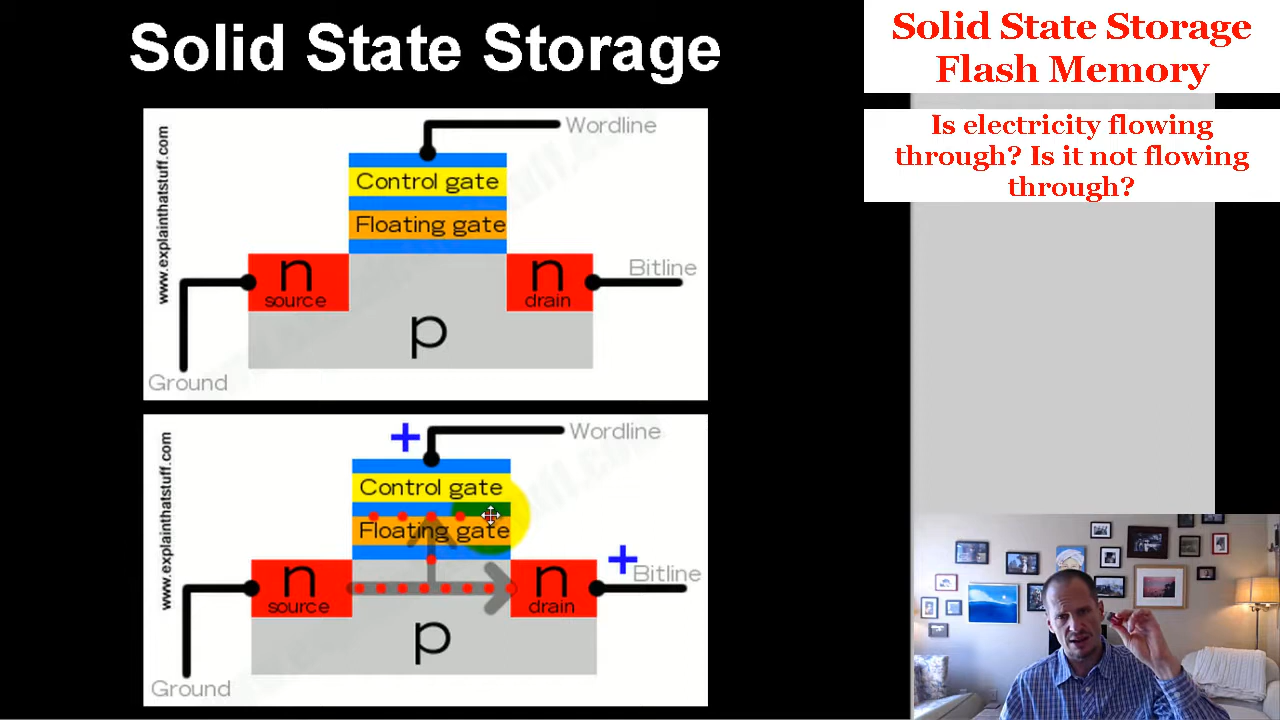 Solid State Storage
Solid State Storage
Flash Memory
Is electricity flowing
through? Is it not flowing
through?
www.explainthatstuff.com
Wordline
Control gate
Floating gate
n
source
n
drain
Bitline
p
Ground
www.explainthatstuff.com
+
Wordline
Control gate
Floating gate
n
source
n
drain
+
Bitline
p
Ground